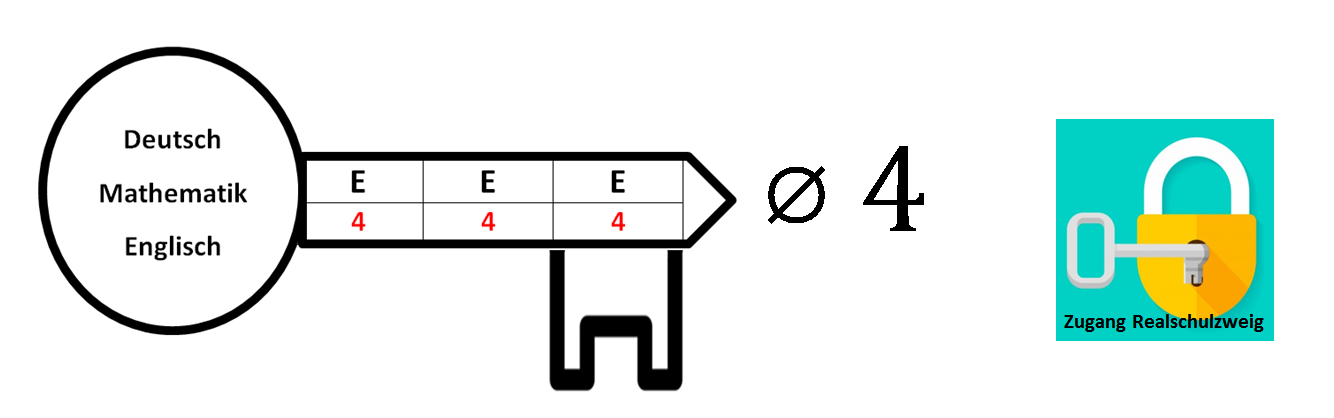 Deutsch
Mathematik
Englisch
E E E
4 4 4
∅ 4
Zugang Realschulzweig